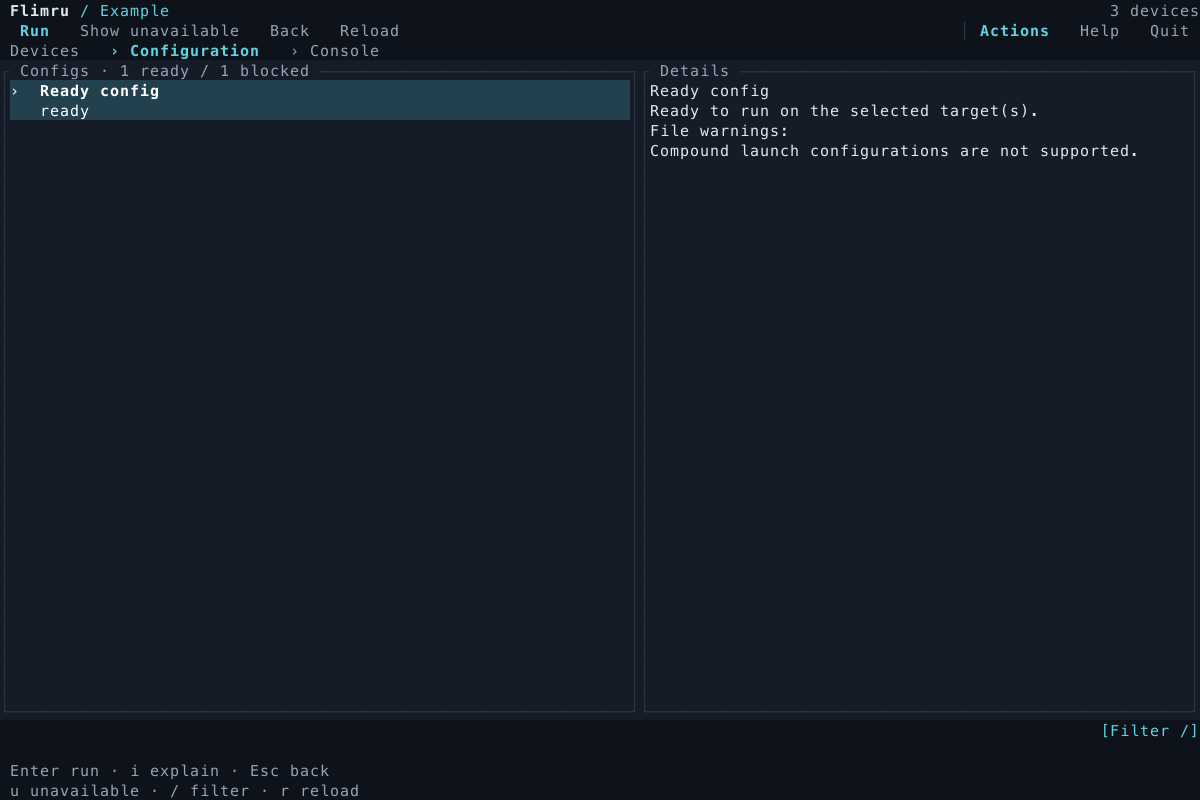 Flimru / Example 3 devices
Run Show unavailable Back Reload Actions Help Quit
Devices › Configuration › Console
Configs · 1 ready / 1 blocked
› Ready config
ready
Details
Ready config
Ready to run on the selected target(s).
File warnings:
Compound launch configurations are not supported.
[Filter /]
Enter run · i explain · Esc back
u unavailable · / filter · r reload